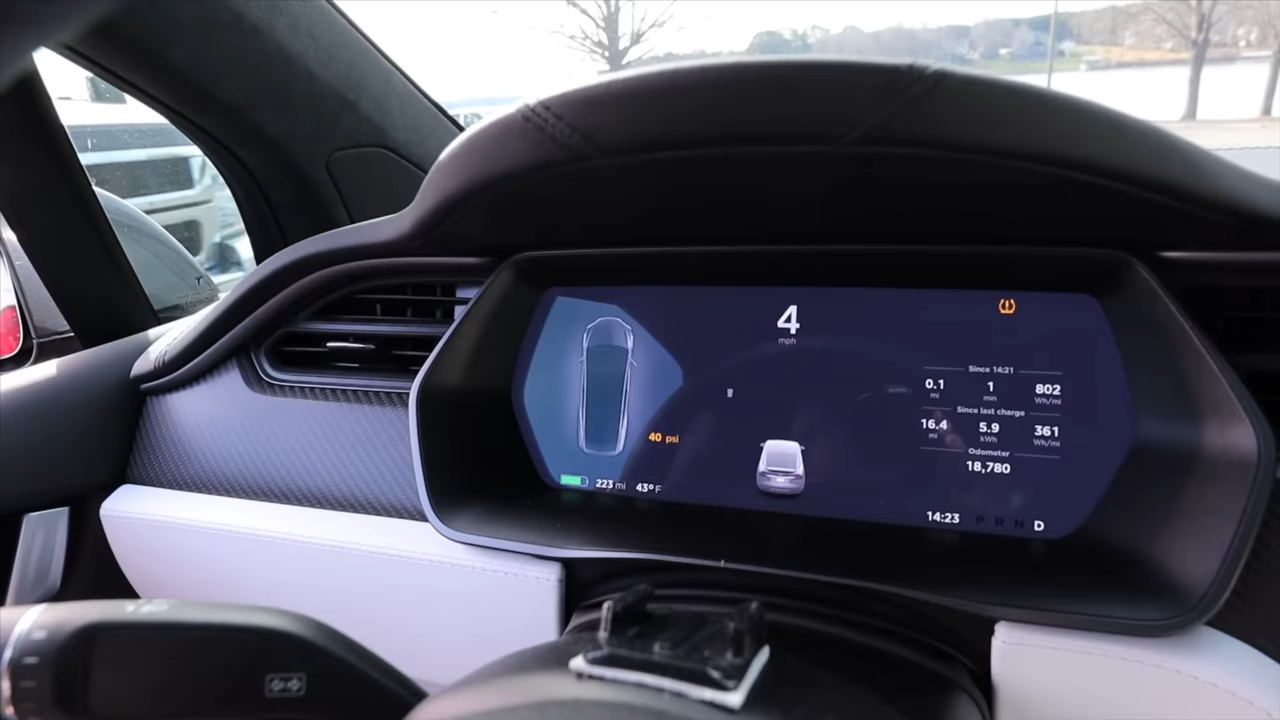 4
mph
40 psi
223 mi 43°F
Since 14:21
0.1 1 802
mi min Wh/mi
Since last charge
16.4 5.9 361
mi kWh Wh/mi
Odometer
18,780
14:23 P R N D